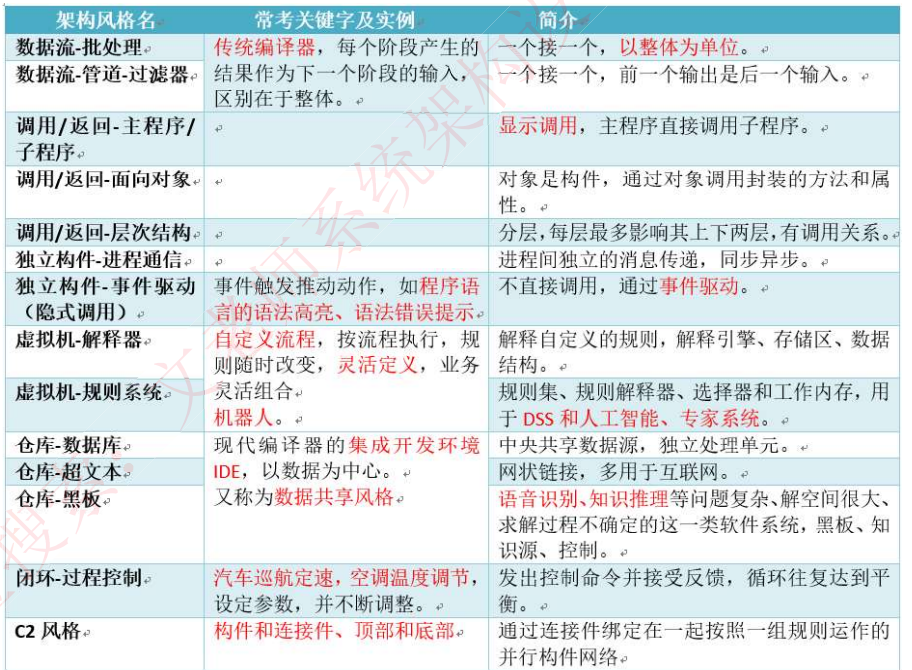 架构风格名 常考关键字及实例 简介
数据流-批处理 传统编译器，每个阶段产生的 一个接一个，以整体为单位。
数据流-管道-过滤器 结果作为下一个阶段的输入， 一个接一个，前一个输出是后一个输入。
区别在于整体。
调用/返回-主程序/ 显示调用，主程序直接调用子程序。
子程序
调用/返回-面向对象 对象是构件，通过对象调用封装的方法和属
性。
调用/返回-层次结构 分层，每层最多影响其上下两层，有调用关系。
独立构件-进程通信 进程间独立的消息传递，同步异步。
独立构件-事件驱动 事件触发推动动作，如程序语 不直接调用，通过事件驱动。
（隐式调用） 言的语法高亮、语法错误提示
虚拟机-解释器 自定义流程，按流程执行，规 解释自定义的规则，解释引擎、存储区、数据
则随时改变，灵活定义，业务 结构。
虚拟机-规则系统 灵活组合 规则集、规则解释器、选择器和工作内存，用
机器人。 于 DSS 和人工智能、专家系统。
仓库-数据库 现代编译器的集成开发环境 中央共享数据源，独立处理单元。
仓库-超文本 IDE，以数据为中心。 网状链接，多用于互联网。
仓库-黑板 又称为数据共享风格 语音识别、知识推理等问题复杂、解空间很大、
求解过程不确定的这一类软件系统，黑板、知
识源、控制。
闭环-过程控制 汽车巡航定速，空调温度调节， 发出控制命令并接受反馈，循环往复达到平
设定参数，并不断调整。 衡。
C2 风格 构件和连接件、顶部和底部 通过连接件绑定在一起按照一组规则运作的
并行构件网络